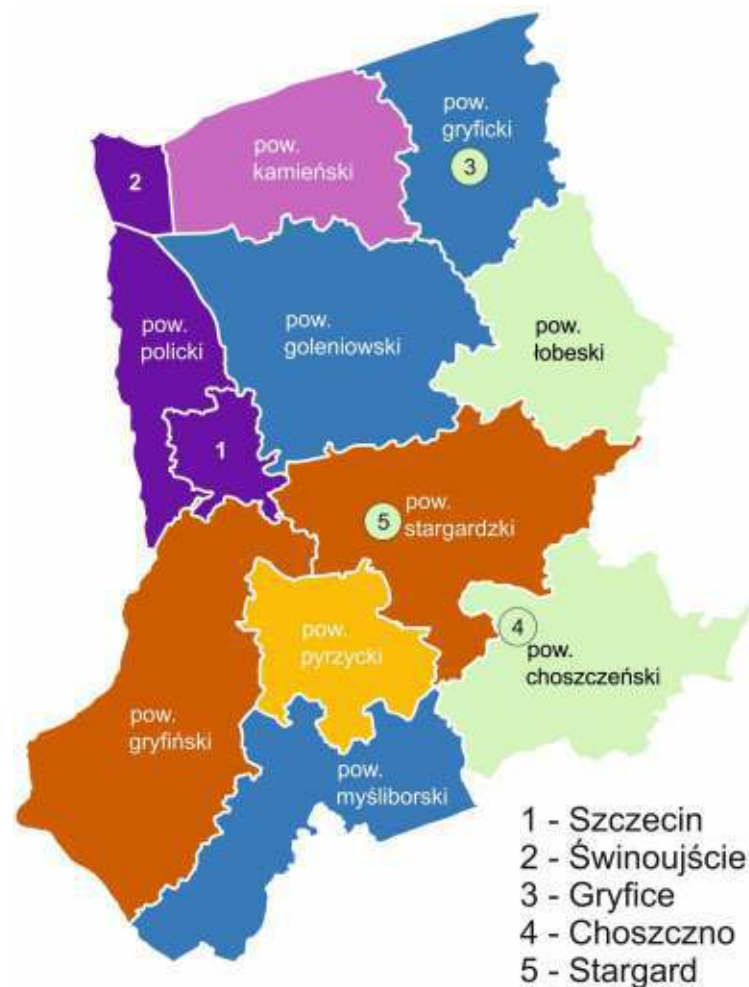 pow.
gryficki
3
pow.
kamieński
2
pow.
policki
pow.
goleniowski
pow.
łobeski
1
5
pow.
stargardzki
4
pow.
choszczeński
pow.
pyrzycki
pow.
gryfiński
pow.
myśliborski
1 - Szczecin
2 - Świnoujście
3 - Gryfice
4 - Choszczno
5 - Stargard